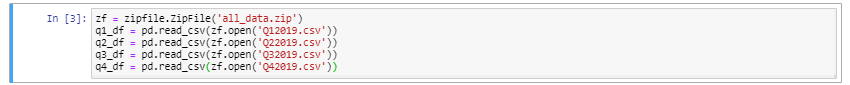 In [3]: zf = zipfile.ZipFile('all_data.zip')
q1_df = pd.read_csv(zf.open('Q12019.csv'))
q2_df = pd.read_csv(zf.open('Q22019.csv'))
q3_df = pd.read_csv(zf.open('Q32019.csv'))
q4_df = pd.read_csv(zf.open('Q42019.csv'))